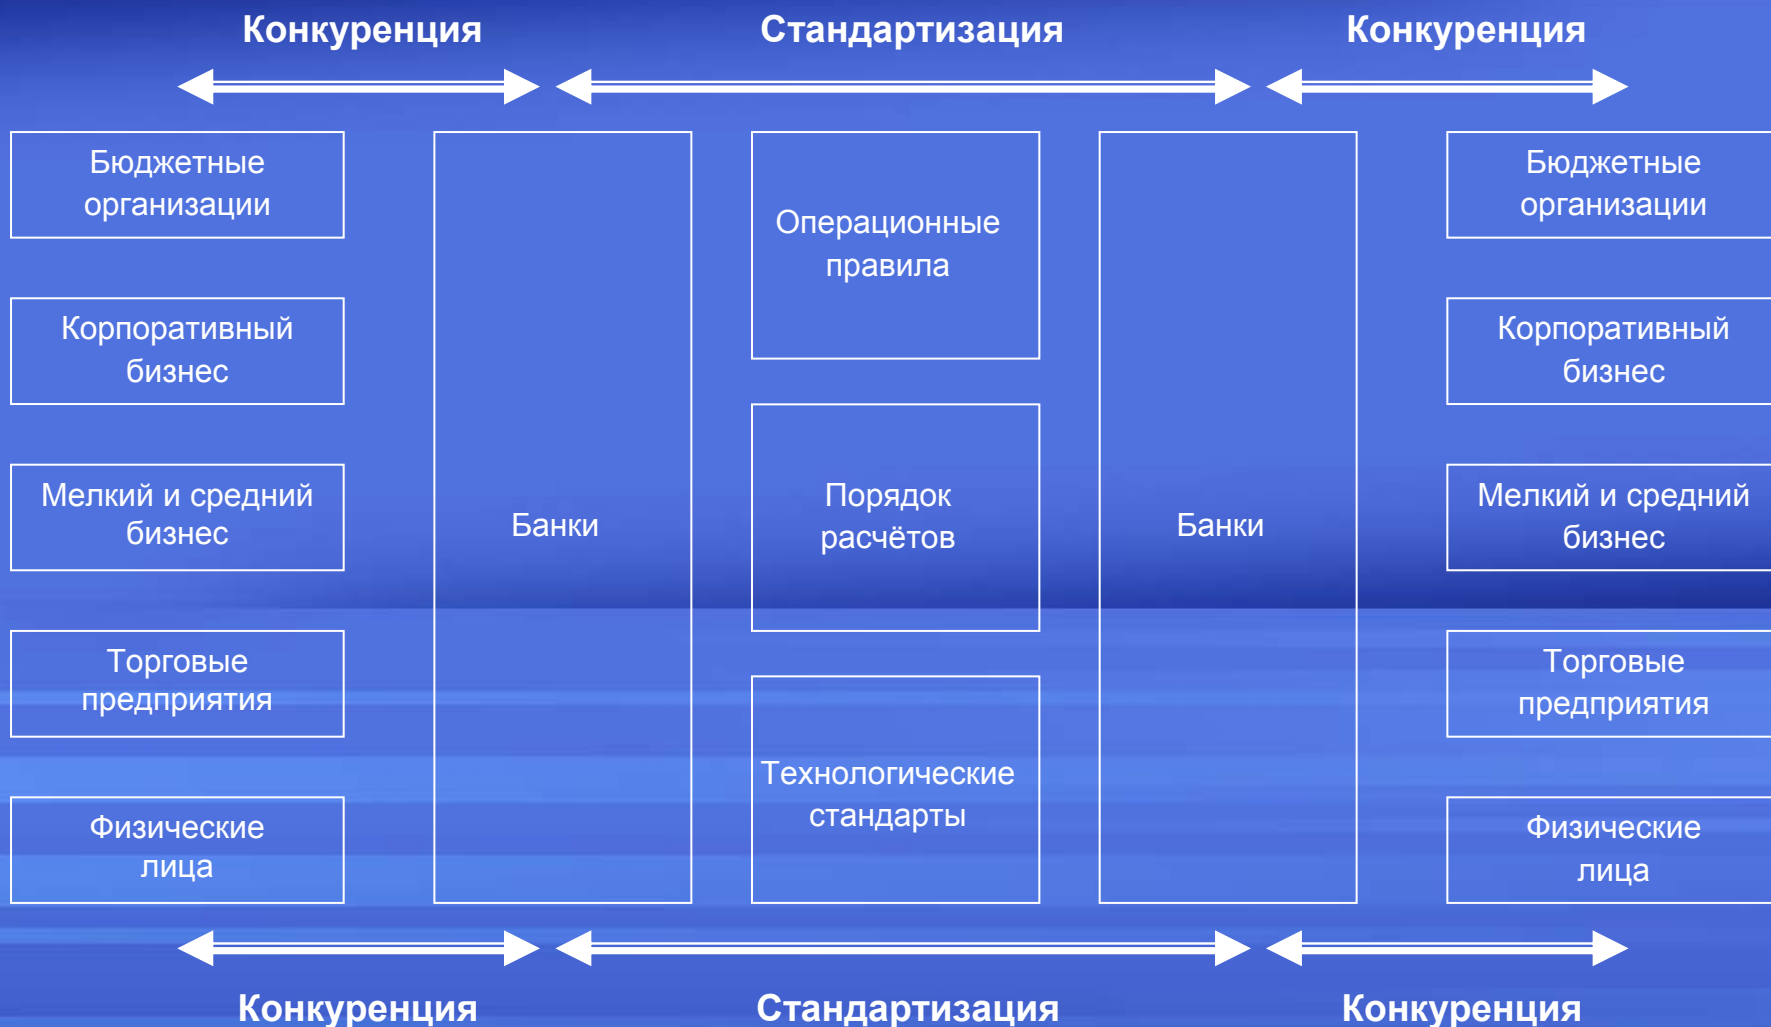 Конкуренция
Стандартизация
Конкуренция
Бюджетные
организации
Корпоративный
бизнес
Мелкий и средний
бизнес
Торговые
предприятия
Физические
лица
Банки
Операционные
правила
Порядок
расчётов
Технологические
стандарты
Банки
Бюджетные
организации
Корпоративный
бизнес
Мелкий и средний
бизнес
Торговые
предприятия
Физические
лица
Конкуренция
Стандартизация
Конкуренция